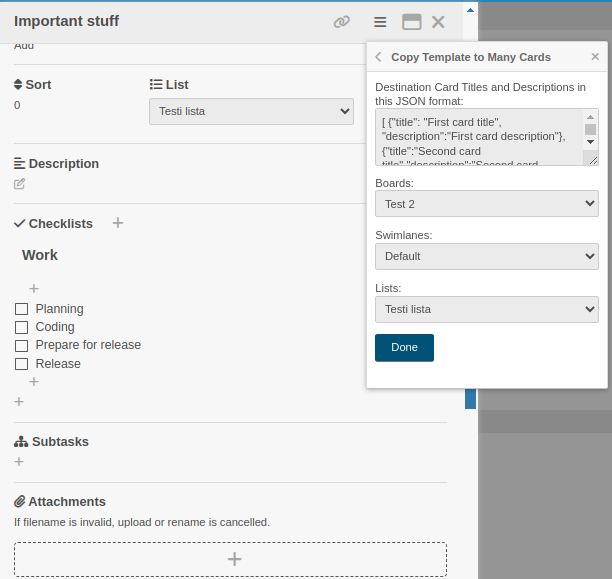 Important stuff
Add
Sort
List
0
Testi lista
Description
Checklists
Work
Planning
Coding
Prepare for release
Release
Subtasks
Attachments
If filename is invalid, upload or rename is cancelled.
Copy Template to Many Cards
Destination Card Titles and Descriptions in
this JSON format:
[ {"title": "First card title",
"description":"First card description"},
{"title":"Second card
title","description":"Second card
Boards:
Test 2
Swimlanes:
Default
Lists:
Testi lista
Done